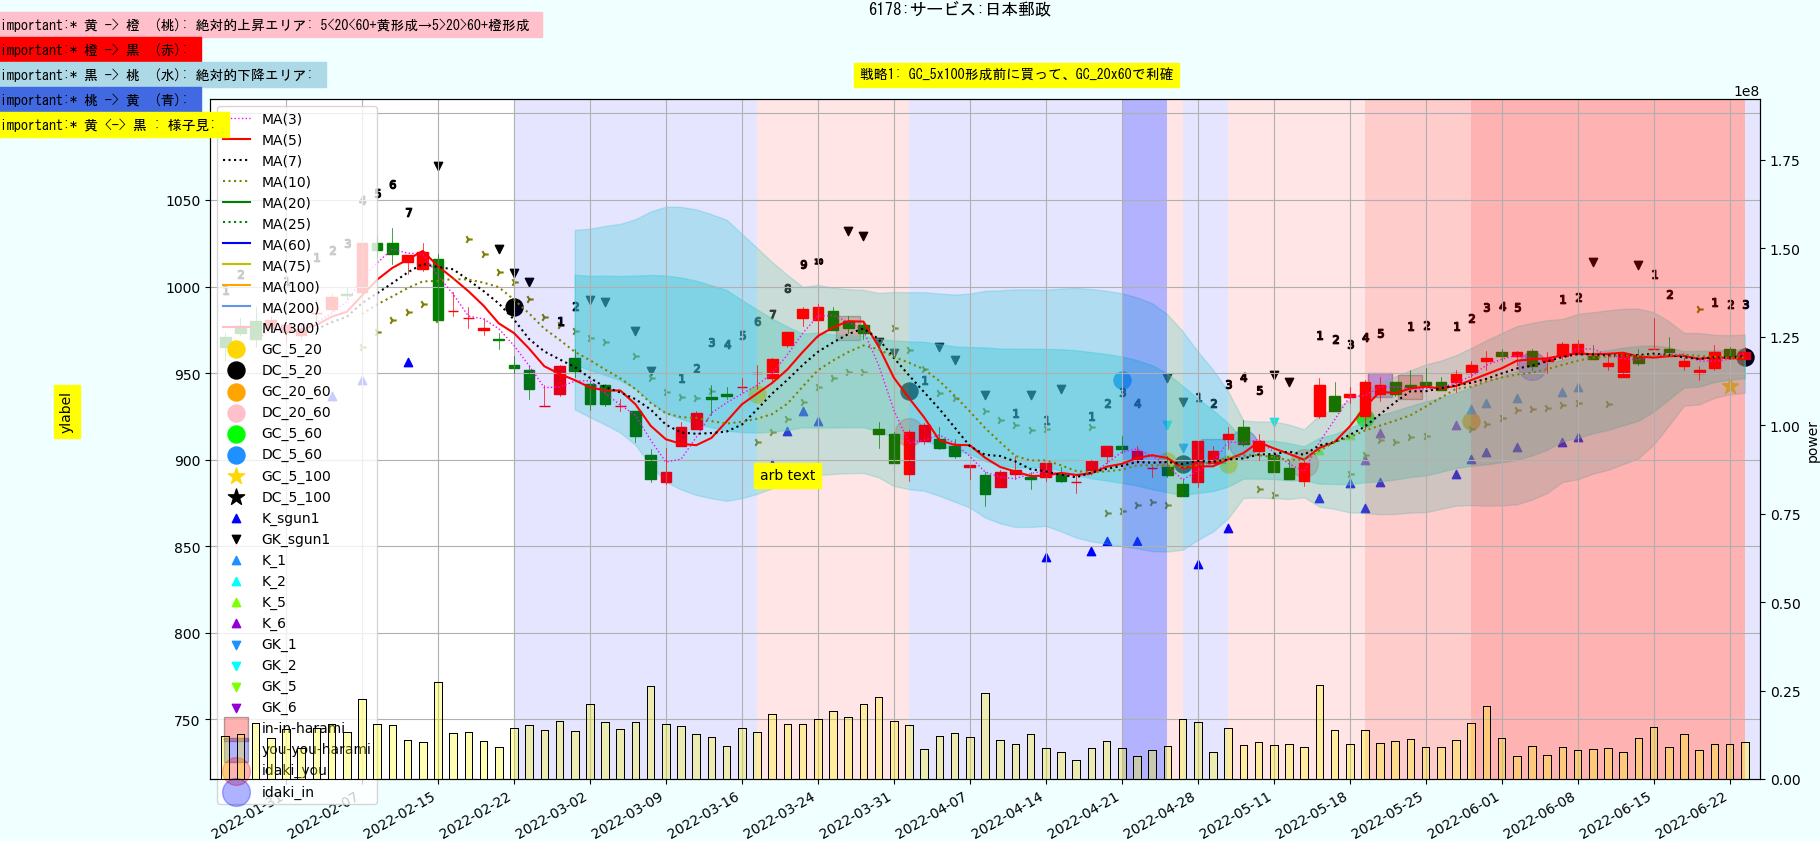 6178:サービス:日本郵政
important:* 黄 -> 橙 (桃): 絶対的上昇エリア: 5<20<60+黄形成→5>20>60+橙形成
important:* 橙 -> 黒 (赤):
important:* 黒 -> 桃 (水): 絶対的下降エリア:
戦略1: GC_5x100形成前に買って、GC_20x60で利確
important:* 桃 -> 黄 (青):
important:* 黄 <-> 黒 : 様子見:
1e8
MA(3)
MA(5)
MA(7)
MA(10)
MA(20)
MA(25)
MA(60)
MA(75)
MA(100)
MA(200)
MA(300)
GC_5_20
DC_5_20
GC_20_60
DC_20_60
GC_5_60
DC_5_60
GC_5_100
DC_5_100
K_sgun1
GK_sgun1
K_1
K_2
K_5
K_6
GK_1
GK_2
GK_5
GK_6
in-in-harami
you-you-harami
idaki_you
idaki_in
1050
1000
950
900
850
800
750
ylabel
arb text
1.75
1.50
1.25
1.00
0.75
0.50
0.25
0.00
power
2022-01-31
2022-02-07
2022-02-15
2022-02-22
2022-03-02
2022-03-09
2022-03-16
2022-03-24
2022-03-31
2022-04-07
2022-04-14
2022-04-21
2022-04-28
2022-05-11
2022-05-18
2022-05-25
2022-06-01
2022-06-08
2022-06-15
2022-06-22